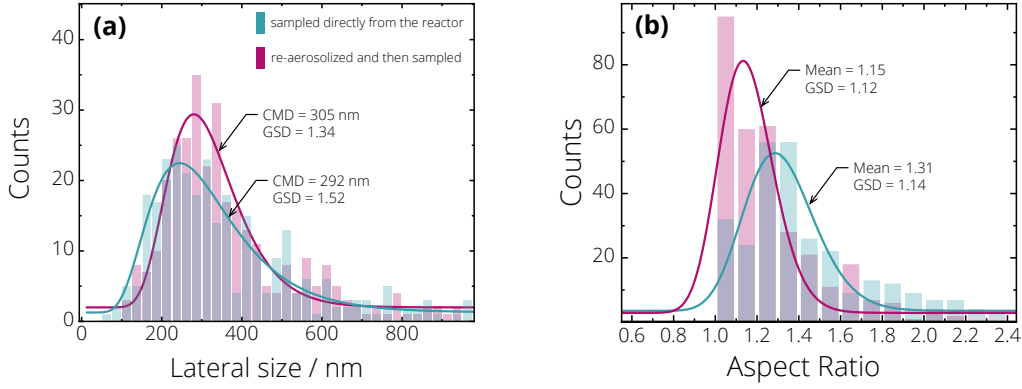 (a)
sampled directly from the reactor
re-aerosolized and then sampled
CMD = 305 nm
GSD = 1.34
CMD = 292 nm
GSD = 1.52
Counts
40
30
20
10
0
0 200 400 600 800
Lateral size / nm
(b)
Mean = 1.15
GSD = 1.12
Mean = 1.31
GSD = 1.14
Counts
80
60
40
20
0.6 0.8 1.0 1.2 1.4 1.6 1.8 2.0 2.2 2.4
Aspect Ratio